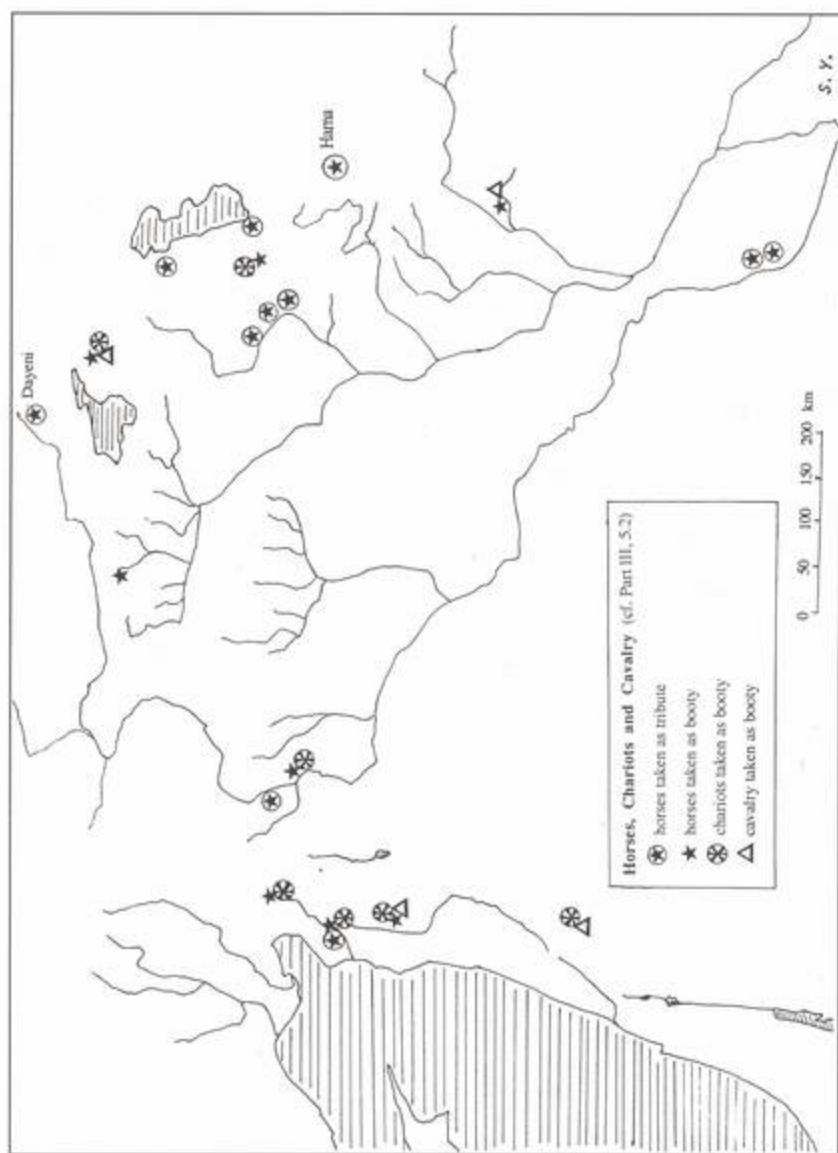 Dayeni
Harna
Horses, Chariots and Cavalry (cf. Part III, 5.2)
horses taken as tribute
horses taken as booty
chariots taken as booty
cavalry taken as booty
0 50 100 150 200 km
S. Y.